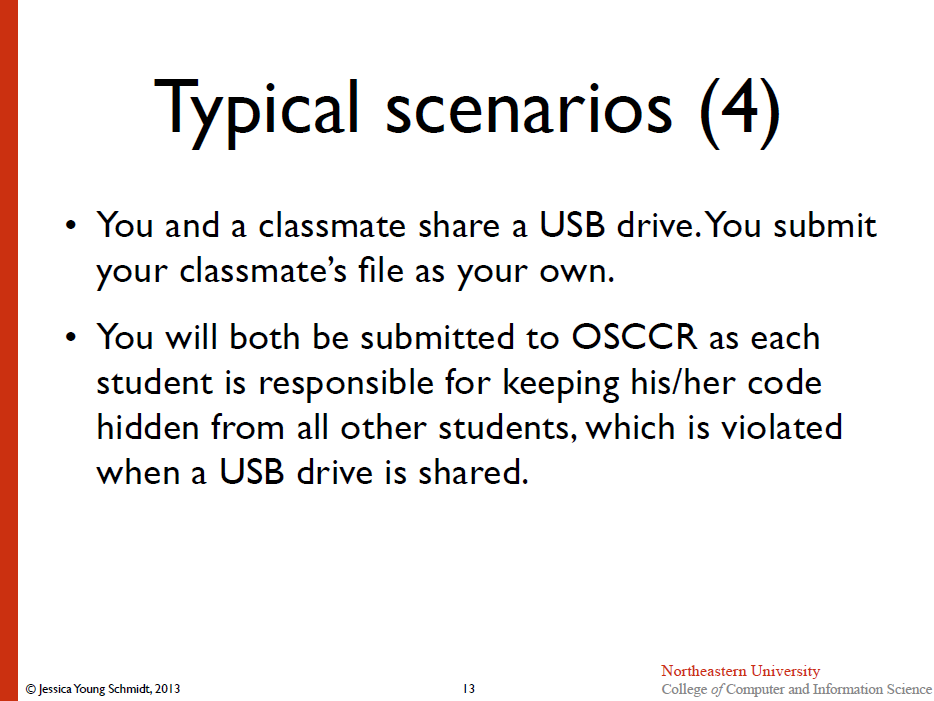 Typical scenarios (4)
• You and a classmate share a USB drive. You submit
your classmate’s file as your own.
• You will both be submitted to OSCCR as each
student is responsible for keeping his/her code
hidden from all other students, which is violated
when a USB drive is shared.
© Jessica Young Schmidt, 2013
13
Northeastern University
College of Computer and Information Science